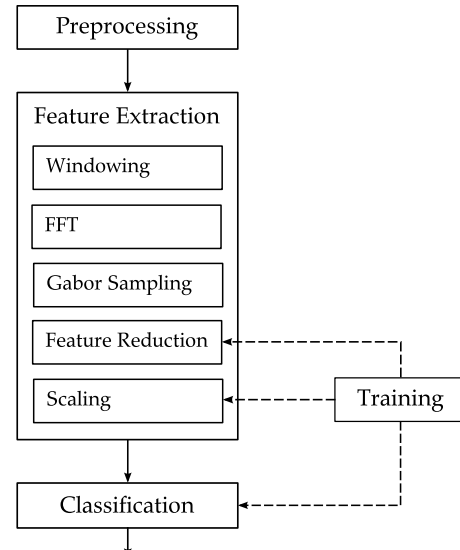 Preprocessing
Feature Extraction
Windowing
FFT
Gabor Sampling
Feature Reduction
Scaling
Training
Classification